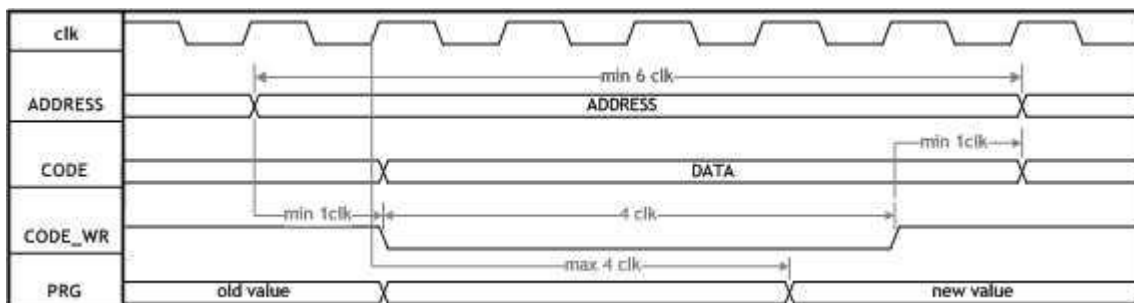 clk
min 6 clk
ADDRESS ADDRESS
min 1clk
CODE DATA
min 1clk 4 clk
CODE_WR
max 4 clk
PRG old value new value